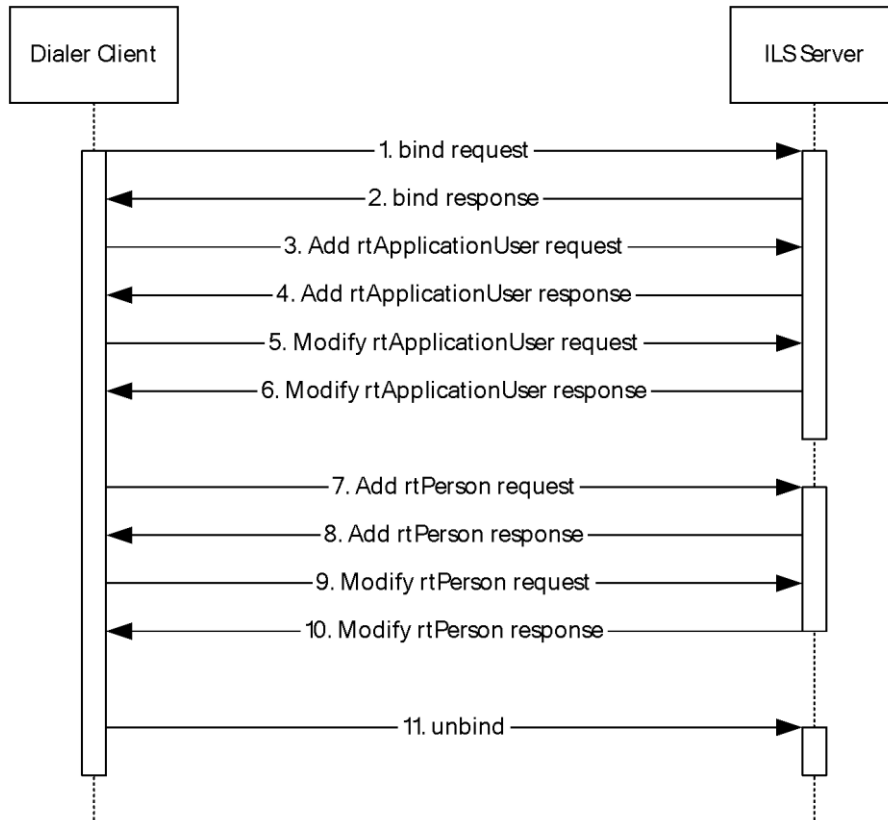 Dialer Client
ILS Server
1. bind request
2. bind response
3. Add rtApplicationUser request
4. Add rtApplicationUser response
5. Modify rtApplicationUser request
6. Modify rtApplicationUser response
7. Add rtPerson request
8. Add rtPerson response
9. Modify rtPerson request
10. Modify rtPerson response
11. unbind